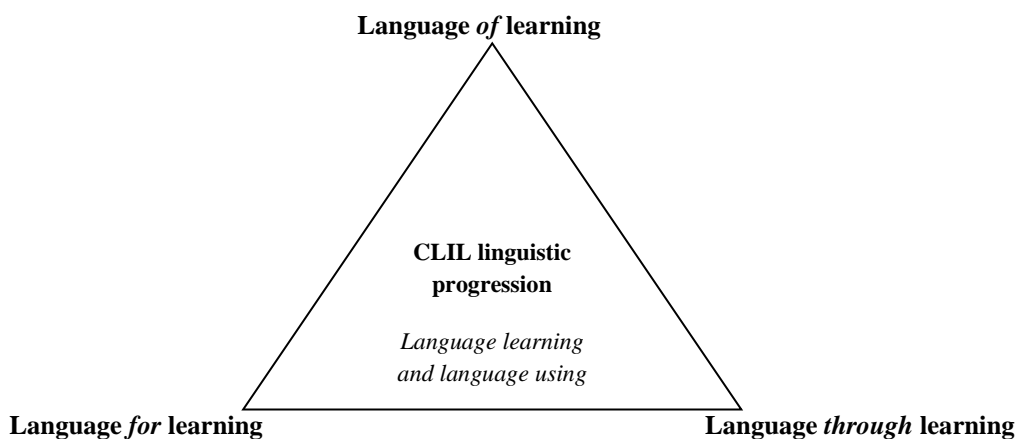 Language of learning
CLIL linguistic
progression
Language learning
and language using
Language for learning
Language through learning